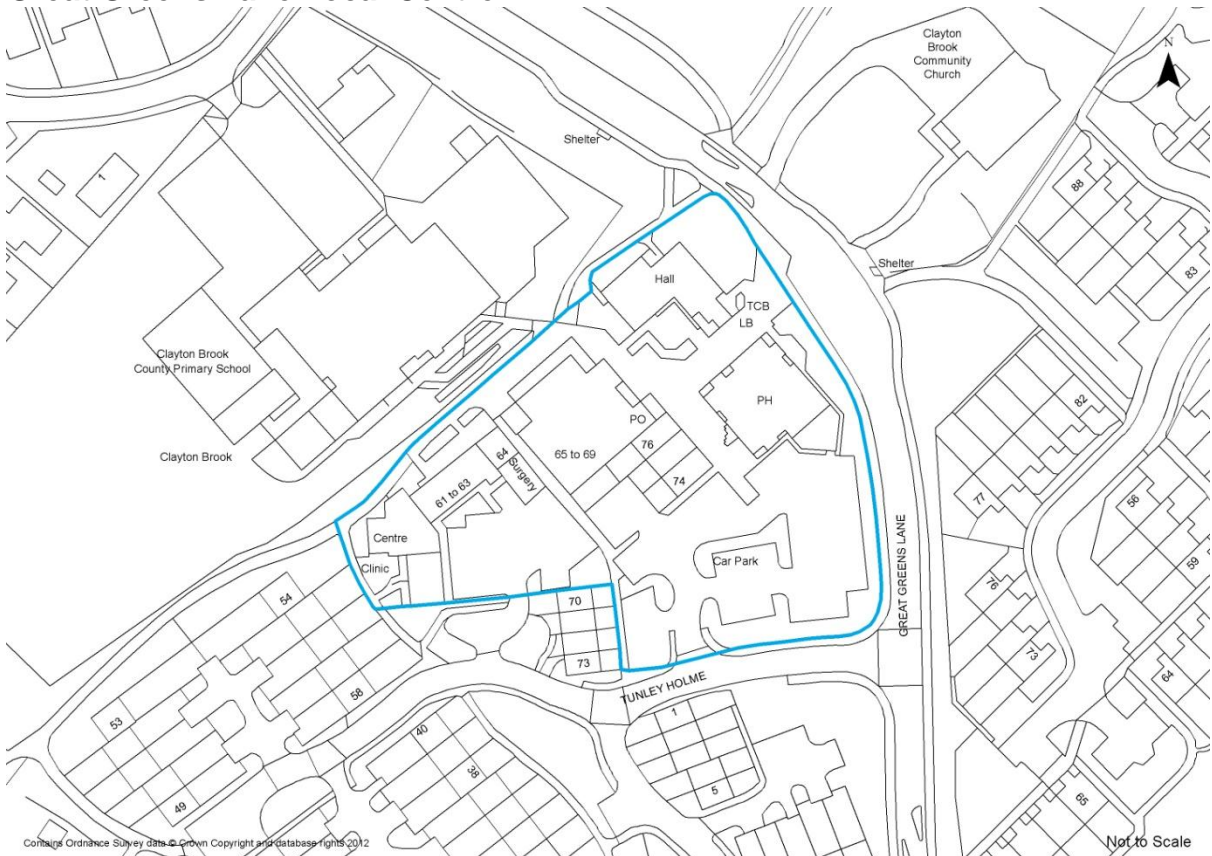 Clayton
Brook
Community
Church
N
Shelter
1
88
83
Shelter
Hall
TCB
LB
Clayton Brook
County Primary School
PH
82
PO
76
65 to 69
74
Clayton Brook
64
Surgery
61 to 63
77
56
Centre
Clinic
Car Park
GREAT GREENS LANE
59
54
70
76
73
73
64
58
TUNLEY HOLME
53
40
1
38
49
5
65
Contains Ordnance Survey data © Crown Copyright and database rights 2012
Not to Scale